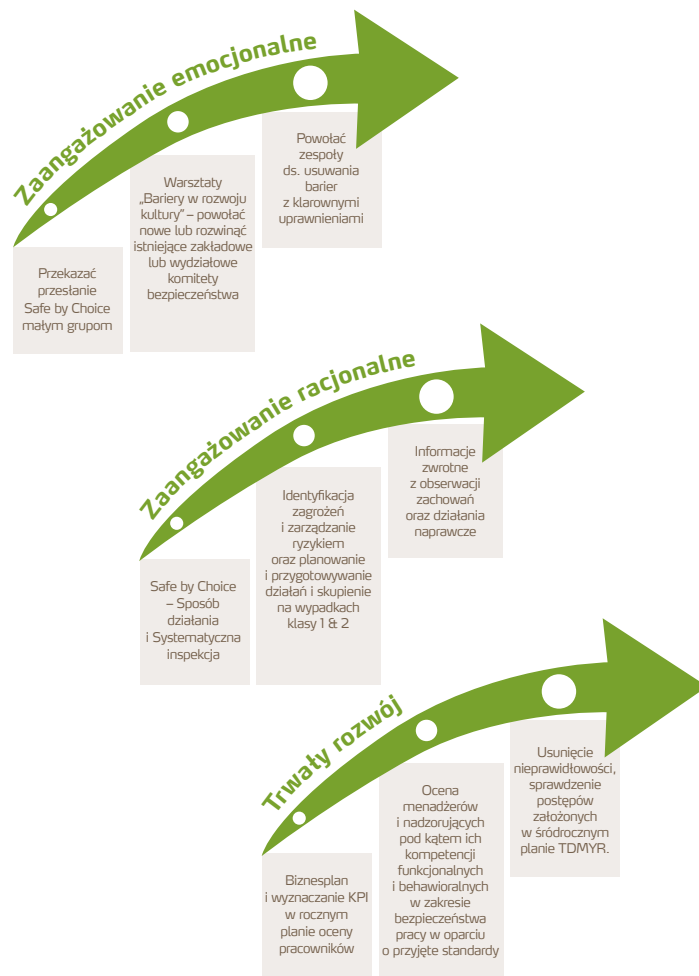 Zaangażowanie emocjonalne
Przekazać
przesłanie
Safe by Choice
małym grupom
Warsztaty
„Bariery w rozwoju
kultury” – powołać
nowe lub rozwinąć
istniejące zakładowe
lub wydziałowe
komitety
bezpieczeństwa
Powołać
zespoły
ds. usuwania
barier
z klarownymi
uprawnieniami
Zaangażowanie racjonalne
Safe by Choice
– Sposób
działania
i Systematyczna
inspekcja
Identyfikacja
zagrożeń
i zarządzanie
ryzykiem
oraz planowanie
i przygotowywanie
działań i skupienie
na wypadkach
klasy 1 & 2
Informacje
zwrotne
z obserwacji
zachowań
oraz działania
naprawcze
Trwały rozwój
Biznesplan
i wyznaczanie KPI
w rocznym
planie oceny
pracowników
Ocena
menadżerów
i nadzorujących
pod kątem ich
kompetencji
funkcjonalnych
i behawioralnych
w zakresie
bezpieczeństwa
pracy w oparciu
o przyjęte standardy
Usunięcie
nieprawidłowości,
sprawdzenie
postępów
założonych
w śródrocznym
planie TDMYR.